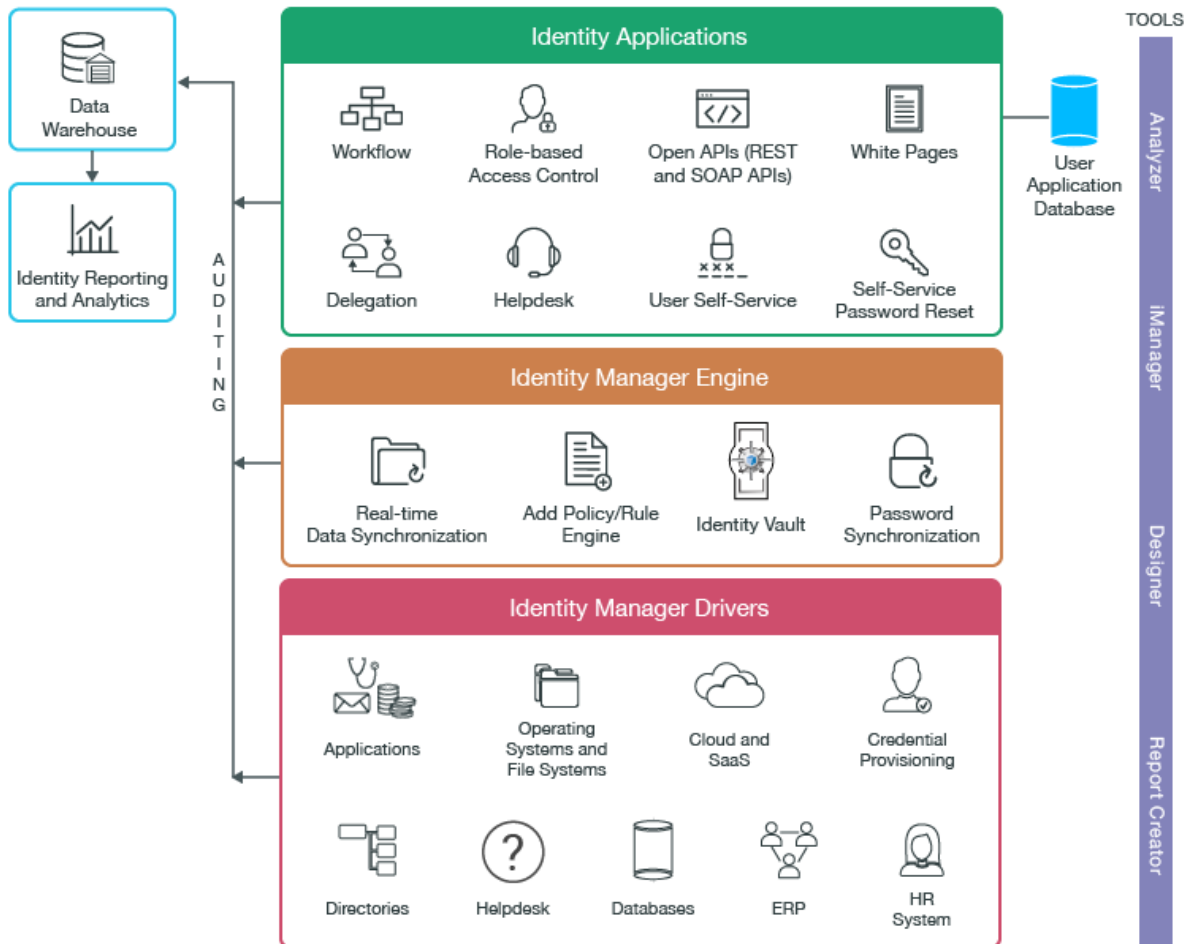 Data
Warehouse
Identity Reporting
and Analytics
AUDITING
Identity Applications
Workflow
Role-based
Access Control
Open APIs (REST
and SOAP APIs)
White Pages
Delegation
Helpdesk
User Self-Service
Self-Service
Password Reset
User
Application
Database
Identity Manager Engine
Real-time
Data Synchronization
Add Policy/Rule
Engine
Identity Vault
Password
Synchronization
Identity Manager Drivers
Applications
Operating
Systems and
File Systems
Cloud and
SaaS
Credential
Provisioning
Directories
?
Helpdesk
Databases
ERP
HR
System
TOOLS
Analyzer
iManager
Designer
Report Creator